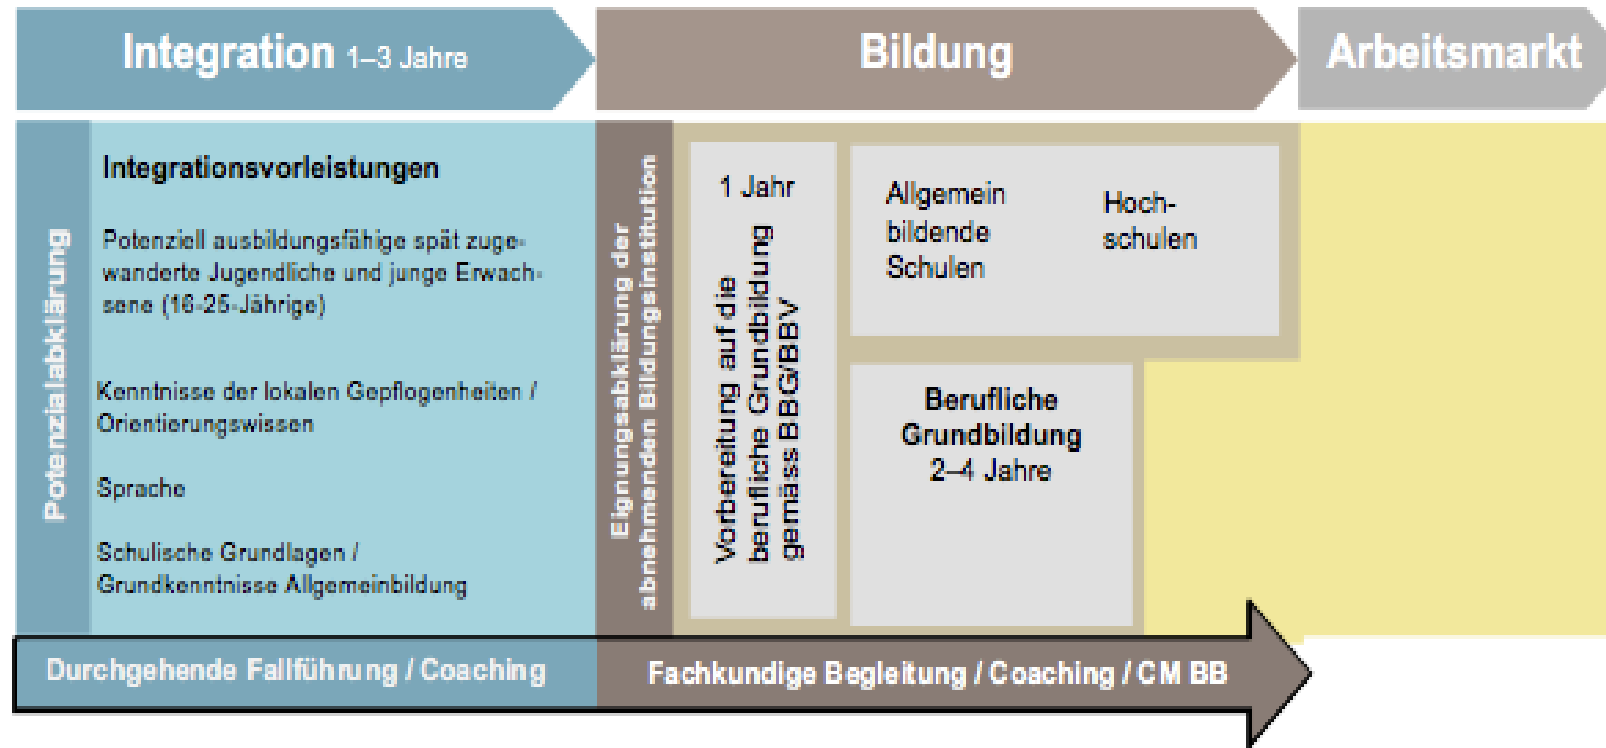 Integration 1–3 Jahre
Bildung
Arbeitsmarkt
Potenzialabklärung
Integrationsvorleistungen
Potenziell ausbildungsfähige spät zuge-
wanderte Jugendliche und junge Erwach-
sene (16-25-Jährige)
Kenntnisse der lokalen Gepflogenheiten /
Orientierungswissen
Sprache
Schulische Grundlagen /
Grundkenntnisse Allgemeinbildung
Eignungsabklärung der
abnehmenden Bildungsinstitution
1 Jahr
Vorbereitung auf die
berufliche Grundbildung
gemäss BBG/BBV
Allgemein
bildende
Schulen
Hoch-
schulen
Berufliche
Grundbildung
2–4 Jahre
Durchgehende Fallführung / Coaching
Fachkundige Begleitung / Coaching / CM BB